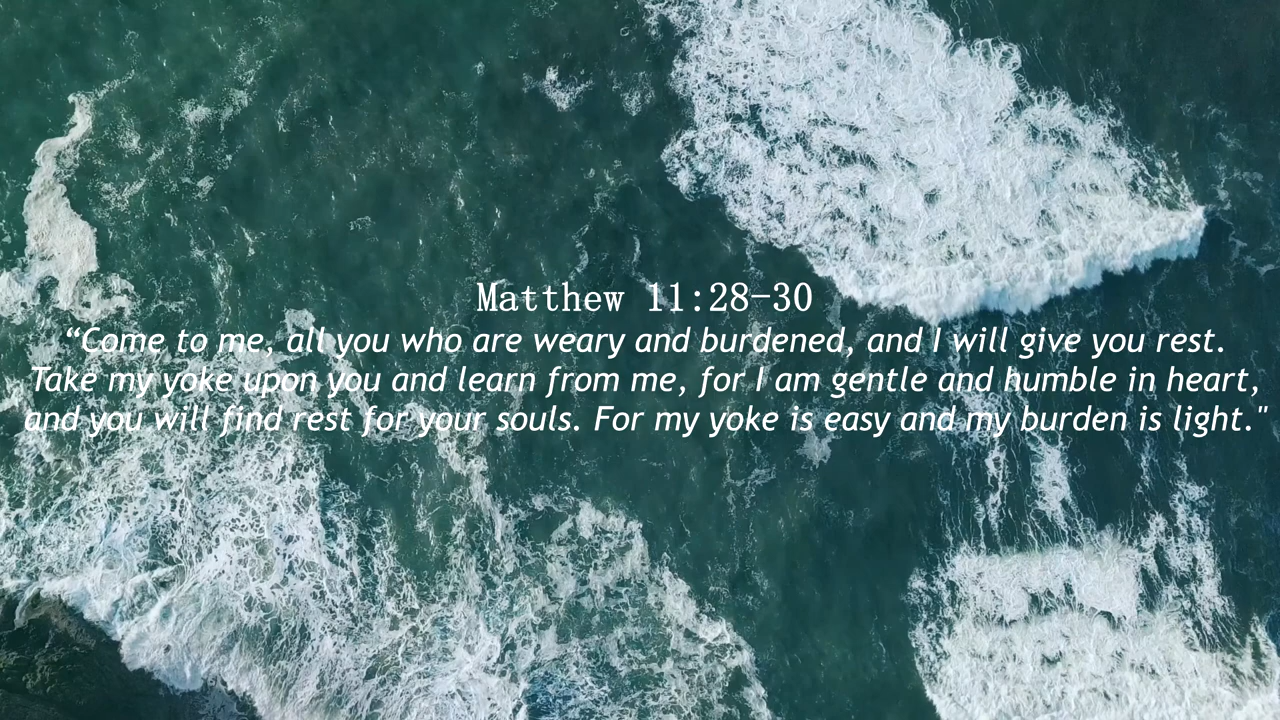 Matthew 11:28-30
“Come to me, all you who are weary and burdened, and I will give you rest.
Take my yoke upon you and learn from me, for I am gentle and humble in heart,
and you will find rest for your souls. For my yoke is easy and my burden is light."